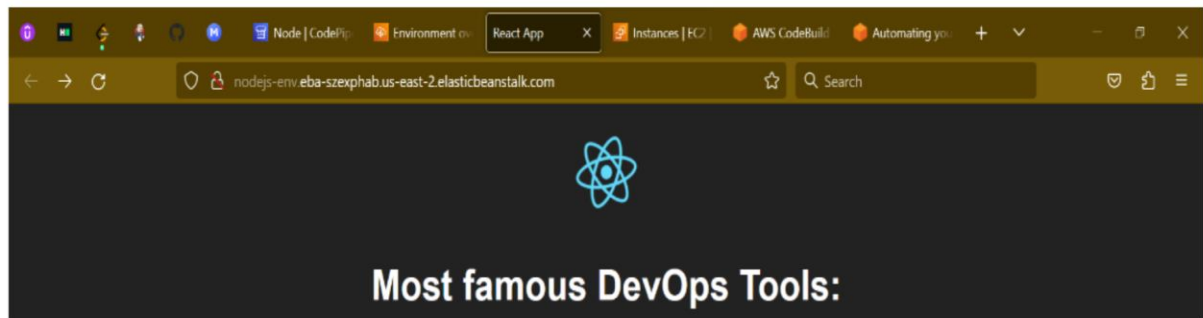 Node | CodePip
Environment ov
React App
Instances | EC2
AWS CodeBuild
Automating you
nodejs-env.eba-szexphab.us-east-2.elasticbeanstalk.com
Search
Most famous DevOps Tools: